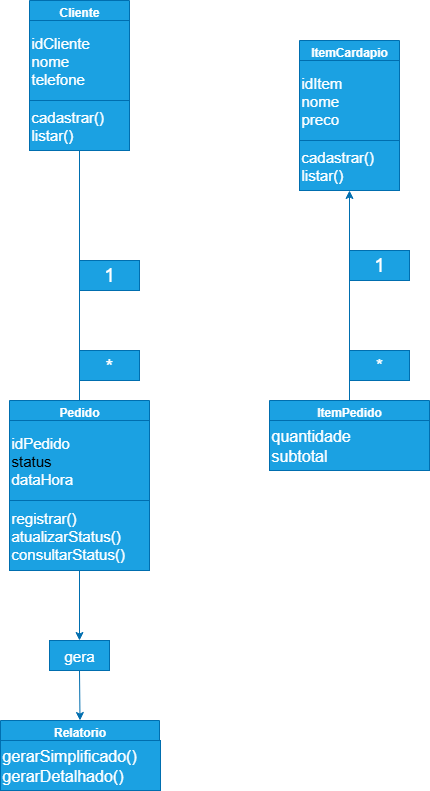 Cliente
idCliente
nome
telefone
cadastrar()
listar()
1
*
Pedido
idPedido
status
dataHora
registrar()
atualizarStatus()
consultarStatus()
gera
Relatorio
gerarSimplificado()
gerarDetalhado()
ItemCardapio
idItem
nome
preco
cadastrar()
listar()
1
*
ItemPedido
quantidade
subtotal